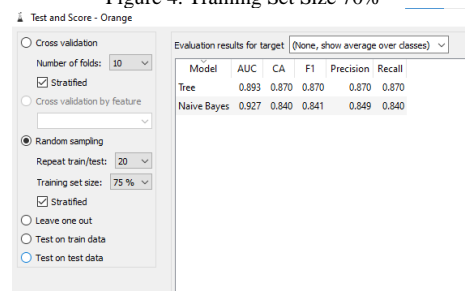 Figure 4. Training Set Size 70%
Test and Score - Orange
Cross validation
Number of folds: 10
Stratified
Cross validation by feature
Random sampling
Repeat train/test: 20
Training set size: 75 %
Stratified
Leave one out
Test on train data
Test on test data
Evaluation results for target (None, show average over classes)
Model AUC CA F1 Precision Recall
Tree 0.893 0.870 0.870 0.870 0.870
Naive Bayes 0.927 0.840 0.841 0.849 0.840